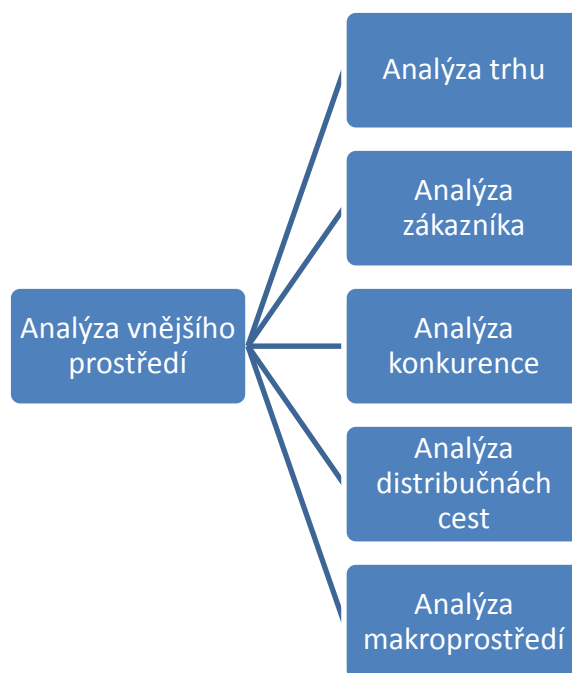 Analýza trhu
Analýza
zákazníka
Analýza vnějšího
prostředí
Analýza
konkurence
Analýza
distribučnách
cest
Analýza
makroprostředí